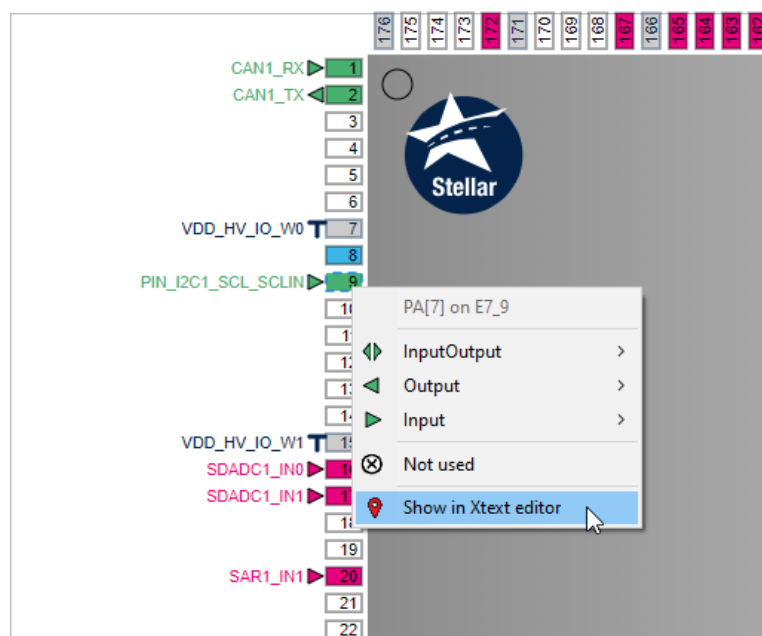 176 175 174 173 172 171 170 169 168 167 166 165 164 163 162
CAN1_RX 1
CAN1_TX 2
3
4
5
6
Stellar
VDD_HV_IO_W0 7
8
PIN_I2C1_SCL_SCLIN 9
PA[7] on E7_9
InputOutput
Output
Input
Not used
Show in Xtext editor
VDD_HV_IO_W1
SDADC1_IN0
SDADC1_IN1
19
SAR1_IN1 20
21
22